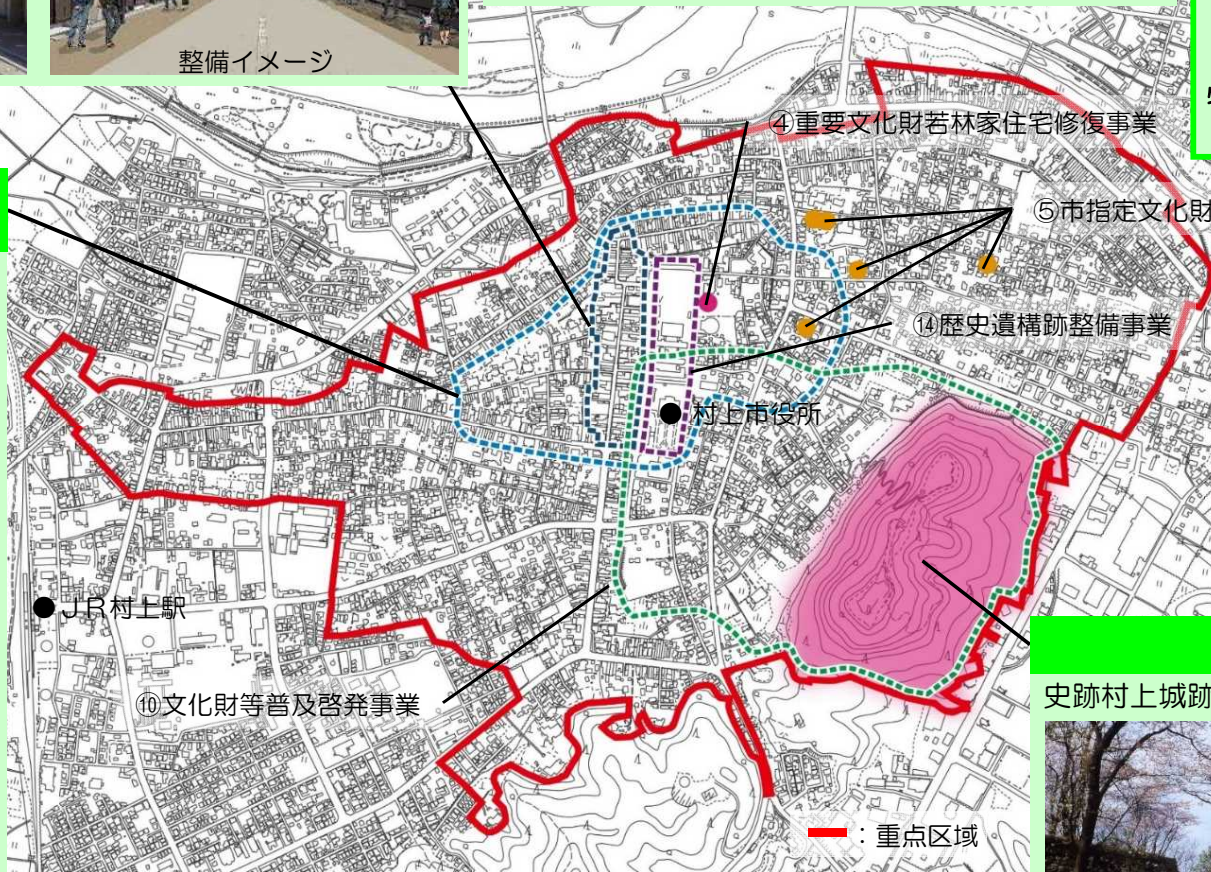 整備イメージ
④重要文化財若林家住宅修復事業
⑤市指定文化財
⑭歴史遺構跡整備事業
村上市役所
JR村上駅
⑩文化財等普及啓発事業
史跡村上城跡
：重点区域